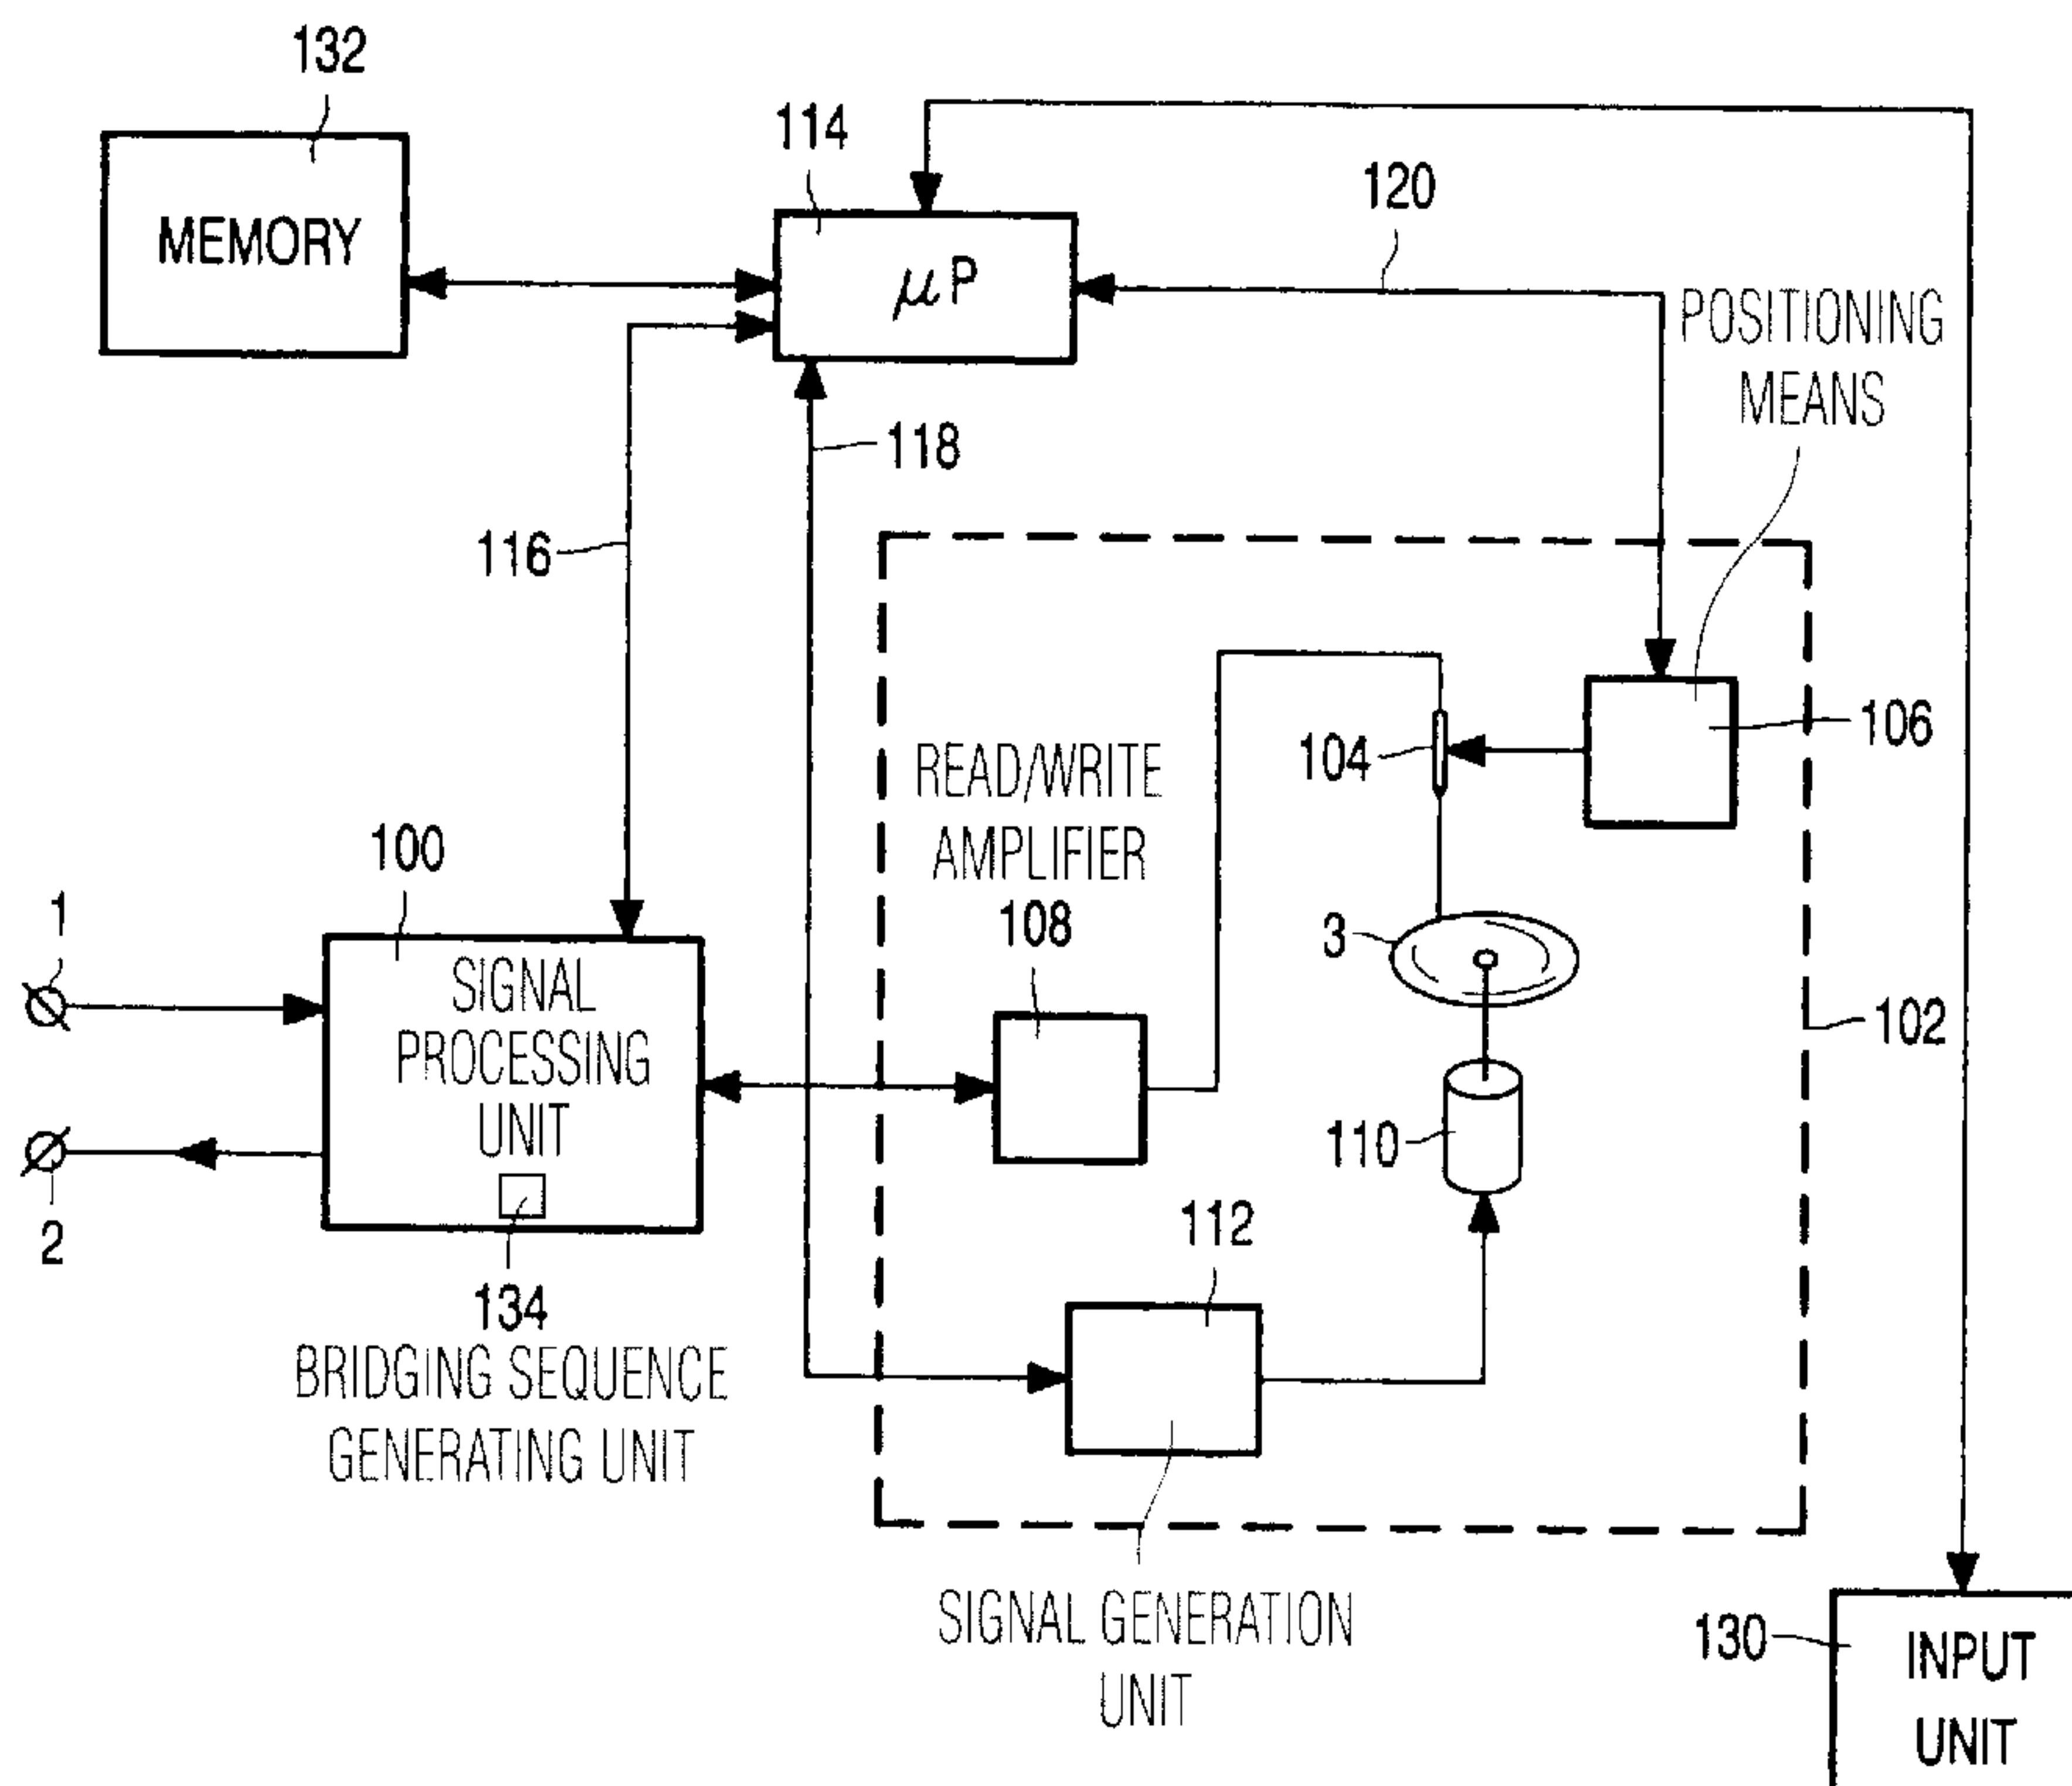 132
MEMORY
114
μP
120
POSITIONING
MEANS
118
116
READ/WRITE
AMPLIFIER
108
104
106
100
1
SIGNAL
PROCESSING
UNIT
3
102
2
134
BRIDGING SEQUENCE
GENERATING UNIT
110
112
SIGNAL GENERATION
UNIT
130
INPUT
UNIT